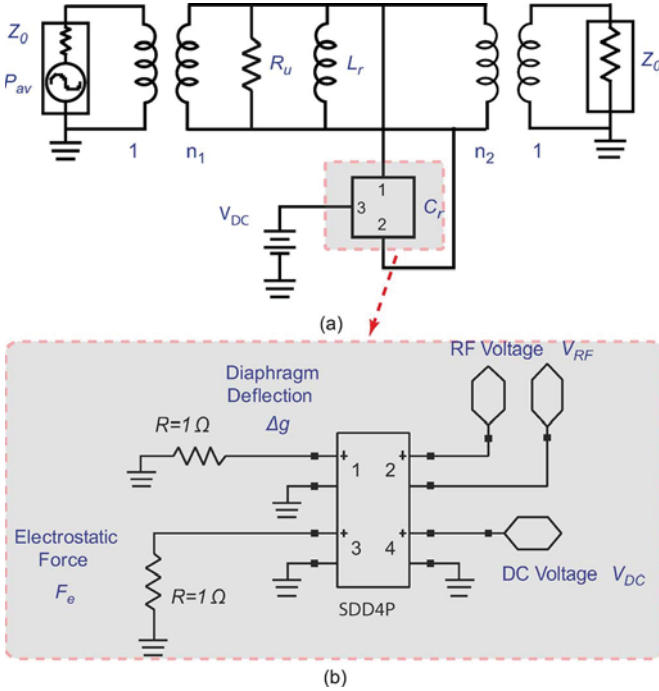 Z0
Pav
Ru
Lr
Z0
1
n1
n2
1
VDC
3
1
2
Cr
(a)
RF Voltage VRF
Diaphragm
Deflection
Δg
R=1 Ω
+
1
2
+
Electrostatic
Force
Fe
R=1 Ω
+
3
4
+
DC Voltage VDC
SDD4P
(b)